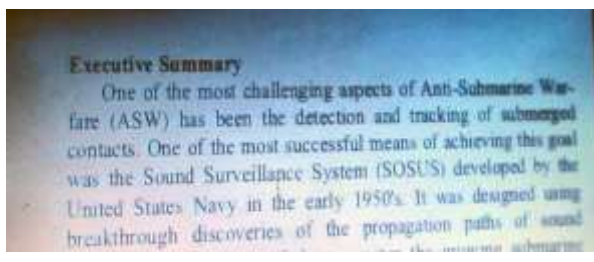 Executive Summary
One of the most challenging aspects of Anti-Submarine War-
fare (ASW) has been the detection and tracking of submerged
contacts. One of the most successful means of achieving this goal
was the Sound Surveillance System (SOSUS) developed by the
United States Navy in the early 1950's. It was designed using
breakthrough discoveries of the propagation paths of sound
the submarine